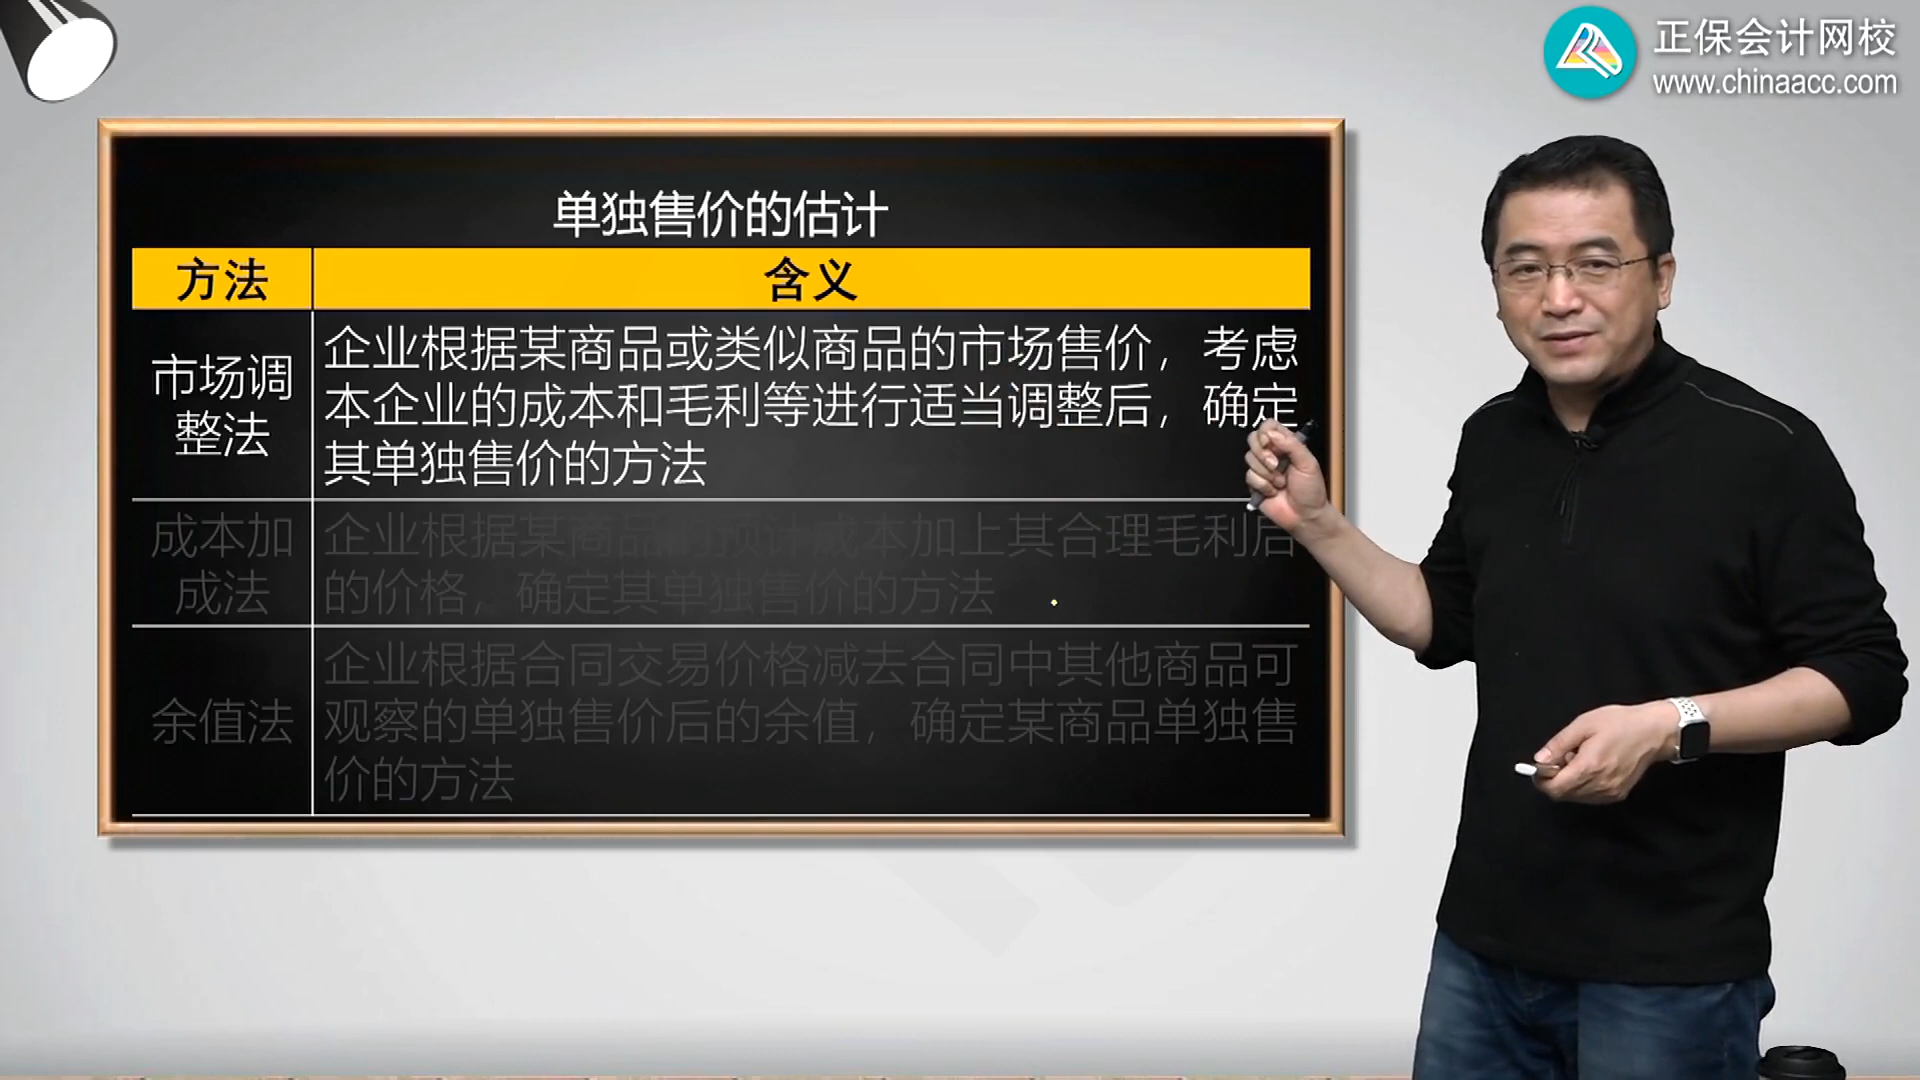 正保会计网校
www.chinaacc.com
单独售价的估计
方法 含义
市场调
整法
企业根据某商品或类似商品的市场售价，考虑
本企业的成本和毛利等进行适当调整后，确定
其单独售价的方法
成本加
成法
企业根据某商品的预计成本加上其合理毛利后
的价格，确定其单独售价的方法
余值法
企业根据合同交易价格减去合同中其他商品可
观察的单独售价后的余值，确定某商品单独售
价的方法